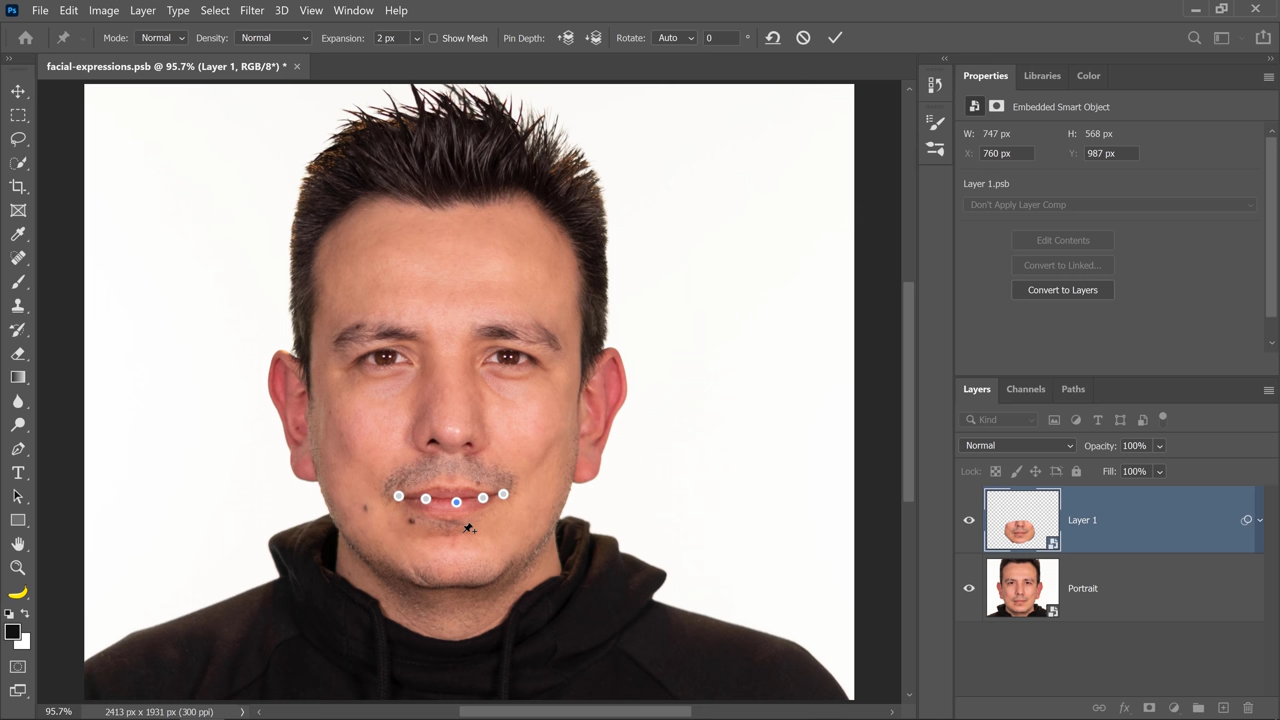 Ps File Edit Image Layer Type Select Filter 3D View Window Help
Mode: Normal Density: Normal Expansion: 2 px Show Mesh Pin Depth: Rotate: Auto 0 °
facial-expressions.psb @ 95.7% (Layer 1, RGB/8*) * ×
Properties Libraries Color
Embedded Smart Object
W: 747 px H: 568 px
X: 760 px Y: 987 px
Layer 1.psb
Don't Apply Layer Comp
Edit Contents
Convert to Linked...
Convert to Layers
Layers Channels Paths
Kind
Normal Opacity: 100%
Lock: Fill: 100%
Layer 1
Portrait
95.7% 2413 px x 1931 px (300 ppi)